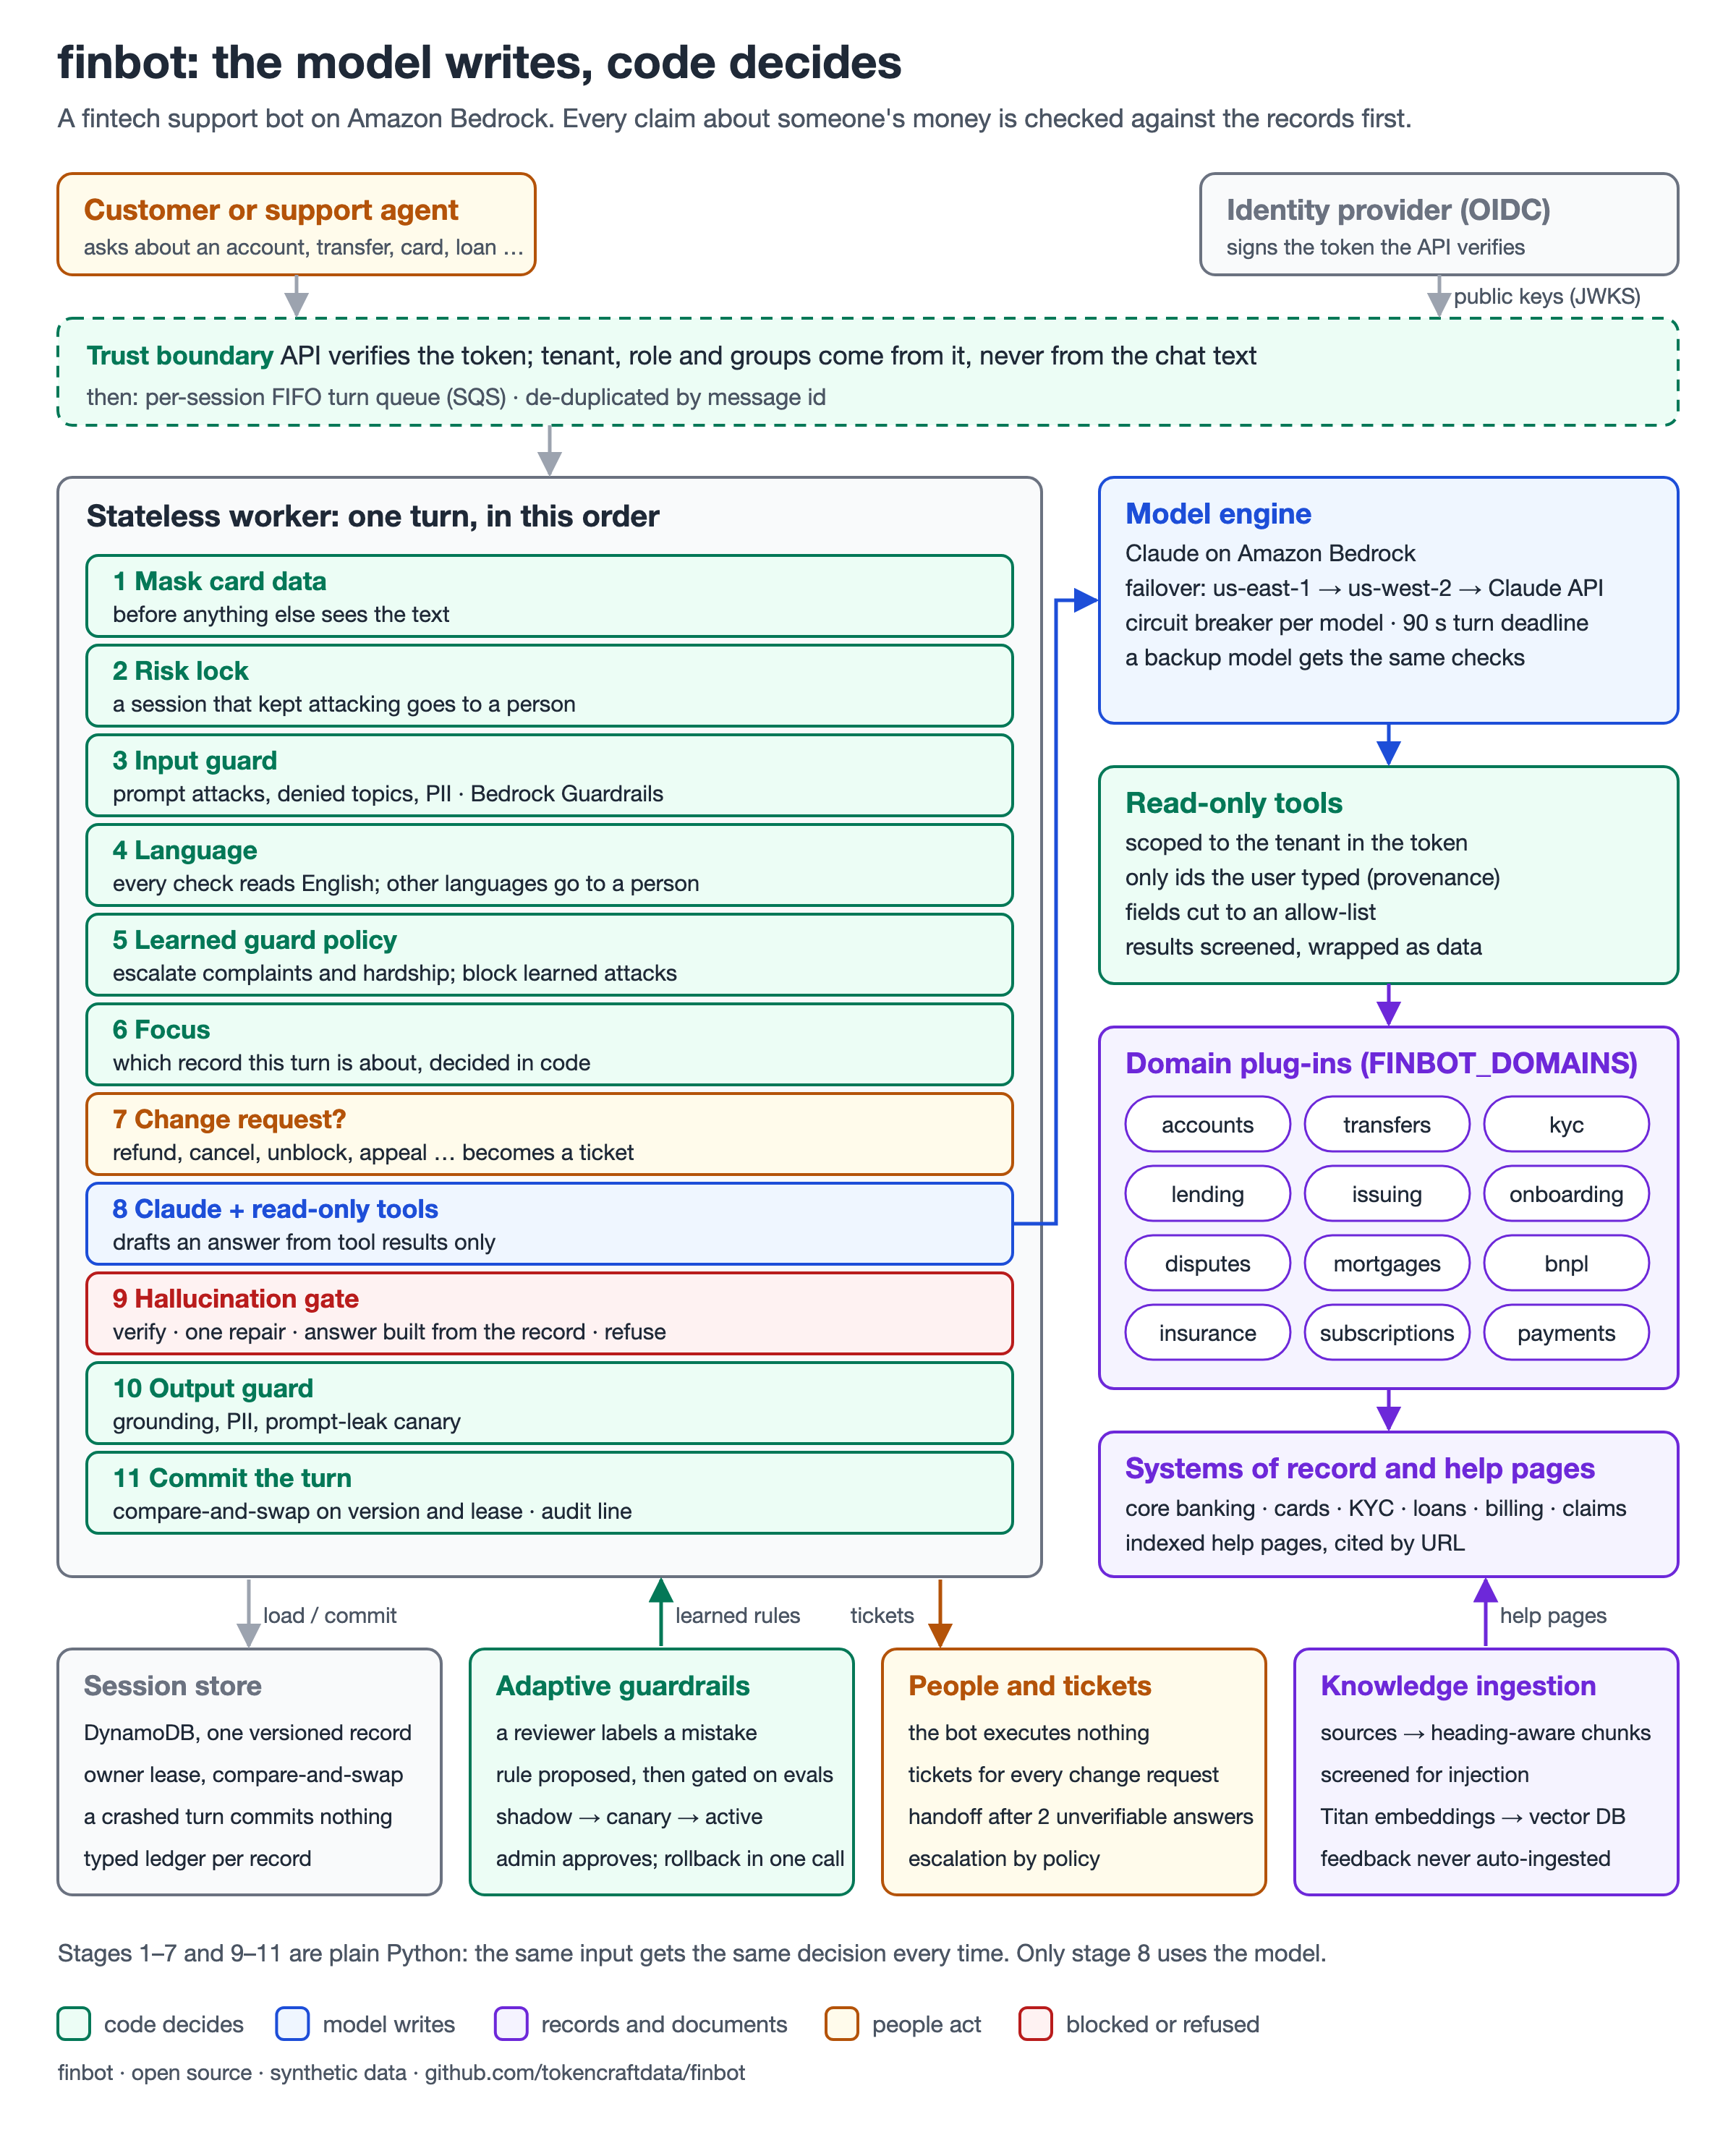 finbot: the model writes, code decides
A fintech support bot on Amazon Bedrock. Every claim about someone's money is checked against the records first.
Customer or support agent
asks about an account, transfer, card, loan …
Identity provider (OIDC)
signs the token the API verifies
public keys (JWKS)
Trust boundary API verifies the token; tenant, role and groups come from it, never from the chat text
then: per-session FIFO turn queue (SQS) · de-duplicated by message id
Stateless worker: one turn, in this order
1 Mask card data
before anything else sees the text
2 Risk lock
a session that kept attacking goes to a person
3 Input guard
prompt attacks, denied topics, PII · Bedrock Guardrails
4 Language
every check reads English; other languages go to a person
5 Learned guard policy
escalate complaints and hardship; block learned attacks
6 Focus
which record this turn is about, decided in code
7 Change request?
refund, cancel, unblock, appeal … becomes a ticket
8 Claude + read-only tools
drafts an answer from tool results only
9 Hallucination gate
verify · one repair · answer built from the record · refuse
10 Output guard
grounding, PII, prompt-leak canary
11 Commit the turn
compare-and-swap on version and lease · audit line
Model engine
Claude on Amazon Bedrock
failover: us-east-1 → us-west-2 → Claude API
circuit breaker per model · 90 s turn deadline
a backup model gets the same checks
Read-only tools
scoped to the tenant in the token
only ids the user typed (provenance)
fields cut to an allow-list
results screened, wrapped as data
Domain plug-ins (FINBOT_DOMAINS)
accounts transfers kyc
lending issuing onboarding
disputes mortgages bnpl
insurance subscriptions payments
Systems of record and help pages
core banking · cards · KYC · loans · billing · claims
indexed help pages, cited by URL
load / commit
learned rules
tickets
help pages
Session store
DynamoDB, one versioned record
owner lease, compare-and-swap
a crashed turn commits nothing
typed ledger per record
Adaptive guardrails
a reviewer labels a mistake
rule proposed, then gated on evals
shadow → canary → active
admin approves; rollback in one call
People and tickets
the bot executes nothing
tickets for every change request
handoff after 2 unverifiable answers
escalation by policy
Knowledge ingestion
sources → heading-aware chunks
screened for injection
Titan embeddings → vector DB
feedback never auto-ingested
Stages 1–7 and 9–11 are plain Python: the same input gets the same decision every time. Only stage 8 uses the model.
code decides model writes records and documents people act blocked or refused
finbot · open source · synthetic data · github.com/tokencraftdata/finbot